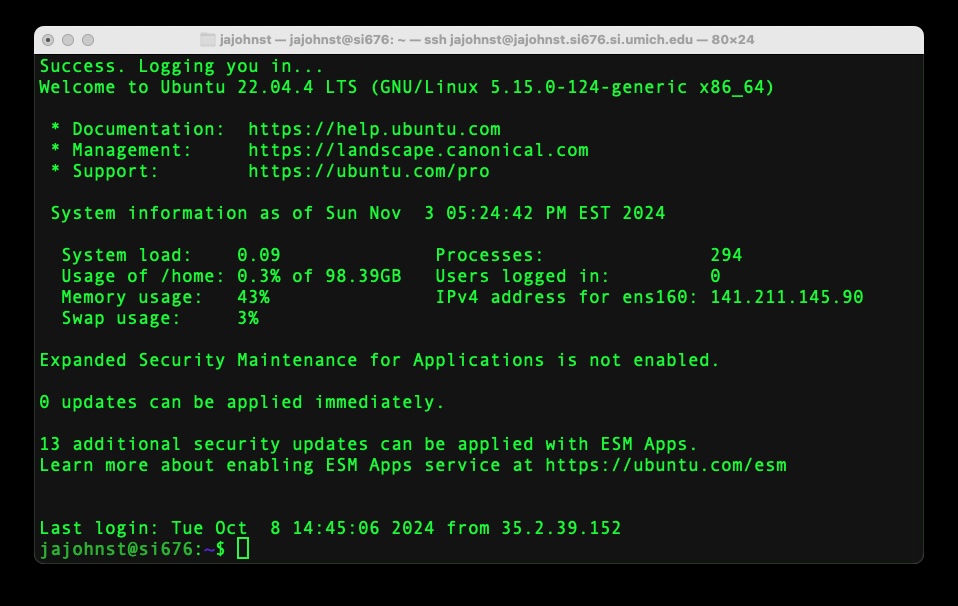 jajohnst — jajohnst@si676: ~ — ssh jajohnst@jajohnst.si676.si.umich.edu — 80×24
Success. Logging you in...
Welcome to Ubuntu 22.04.4 LTS (GNU/Linux 5.15.0-124-generic x86_64)
* Documentation:  https://help.ubuntu.com
* Management:     https://landscape.canonical.com
* Support:        https://ubuntu.com/pro
System information as of Sun Nov  3 05:24:42 PM EST 2024
System load:    0.09              Processes:               294
Usage of /home: 0.3% of 98.39GB   Users logged in:         0
Memory usage:   43%               IPv4 address for ens160: 141.211.145.90
Swap usage:     3%
Expanded Security Maintenance for Applications is not enabled.
0 updates can be applied immediately.
13 additional security updates can be applied with ESM Apps.
Learn more about enabling ESM Apps service at https://ubuntu.com/esm
Last login: Tue Oct  8 14:45:06 2024 from 35.2.39.152
jajohnst@si676:~$